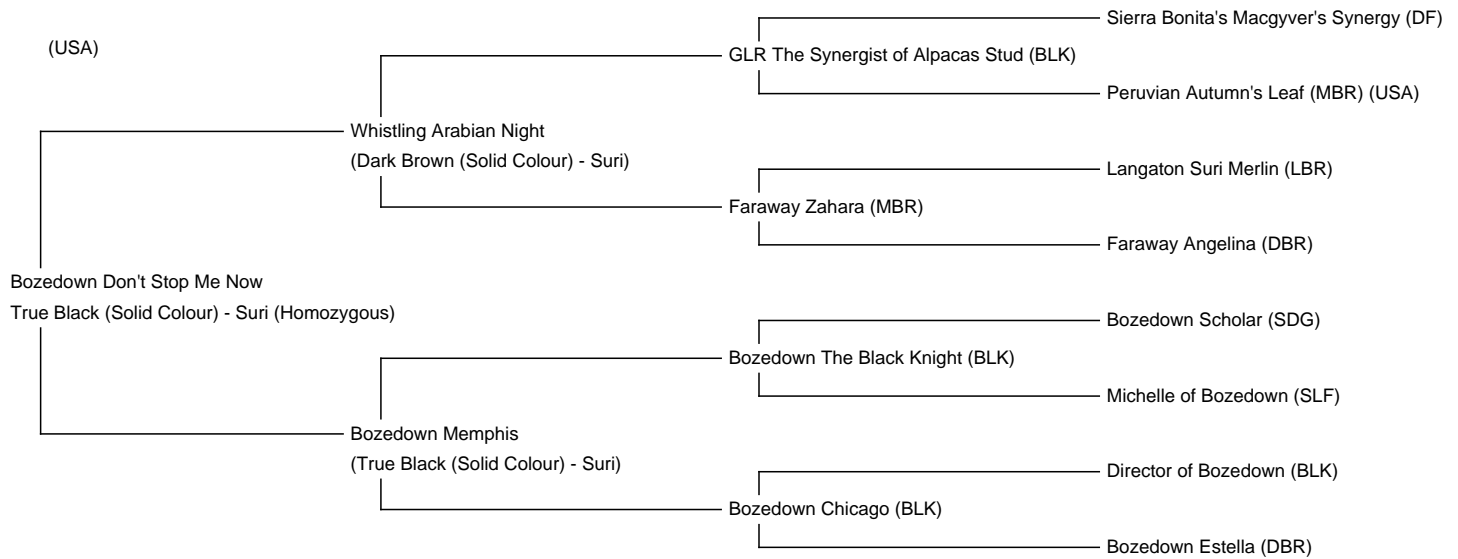 Sierra Bonita's Macgyver's Synergy (DF)
(USA)
GLR The Synergist of Alpacas Stud (BLK)
Peruvian Autumn's Leaf (MBR) (USA)
Whistling Arabian Night
(Dark Brown (Solid Colour) - Suri)
Langaton Suri Merlin (LBR)
Faraway Zahara (MBR)
Faraway Angelina (DBR)
Bozedown Don't Stop Me Now
True Black (Solid Colour) - Suri (Homozygous)
Bozedown Scholar (SDG)
Bozedown The Black Knight (BLK)
Michelle of Bozedown (SLF)
Bozedown Memphis
(True Black (Solid Colour) - Suri)
Director of Bozedown (BLK)
Bozedown Chicago (BLK)
Bozedown Estella (DBR)